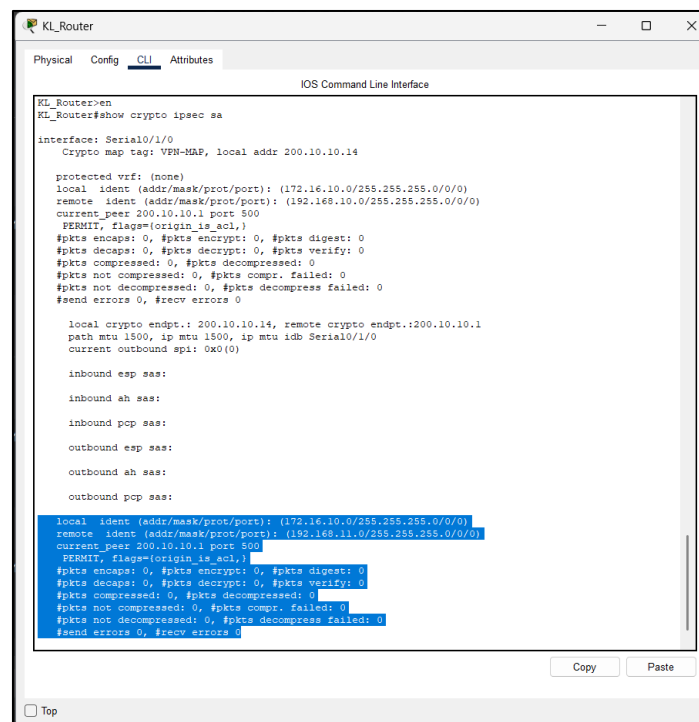 KL_Router
Physical Config CLI Attributes
IOS Command Line Interface
KL_Router>en
KL_Router#show crypto ipsec sa
interface: Serial0/1/0
Crypto map tag: VPN-MAP, local addr 200.10.10.14
protected vrf: (none)
local ident (addr/mask/prot/port): (172.16.10.0/255.255.255.0/0/0)
remote ident (addr/mask/prot/port): (192.168.10.0/255.255.255.0/0/0)
current_peer 200.10.10.1 port 500
PERMIT, flags={origin_is_acl,}
#pkts encaps: 0, #pkts encrypt: 0, #pkts digest: 0
#pkts decaps: 0, #pkts decrypt: 0, #pkts verify: 0
#pkts compressed: 0, #pkts decompressed: 0
#pkts not compressed: 0, #pkts compr. failed: 0
#pkts not decompressed: 0, #pkts decompress failed: 0
#send errors 0, #recv errors 0
local crypto endpt.: 200.10.10.14, remote crypto endpt.:200.10.10.1
path mtu 1500, ip mtu 1500, ip mtu idb Serial0/1/0
current outbound spi: 0x0(0)
inbound esp sas:
inbound ah sas:
inbound pcp sas:
outbound esp sas:
outbound ah sas:
outbound pcp sas:
local ident (addr/mask/prot/port): (172.16.10.0/255.255.255.0/0/0)
remote ident (addr/mask/prot/port): (192.168.11.0/255.255.255.0/0/0)
current_peer 200.10.10.1 port 500
PERMIT, flags={origin_is_acl,}
#pkts encaps: 0, #pkts encrypt: 0, #pkts digest: 0
#pkts decaps: 0, #pkts decrypt: 0, #pkts verify: 0
#pkts compressed: 0, #pkts decompressed: 0
#pkts not compressed: 0, #pkts compr. failed: 0
#pkts not decompressed: 0, #pkts decompress failed: 0
#send errors 0, #recv errors 0
Copy Paste
Top